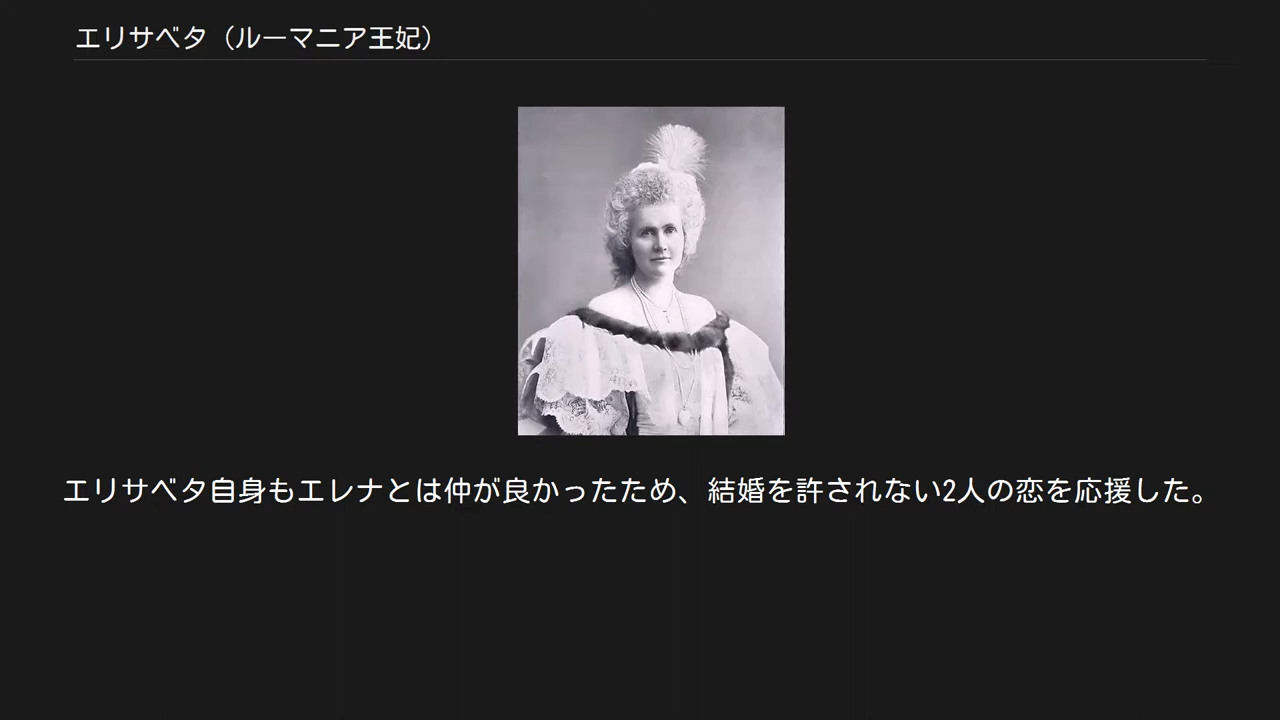 エリサベタ（ルーマニア王妃）
エリサベタ自身もエレナとは仲が良かったため、結婚を許されない2人の恋を応援した。